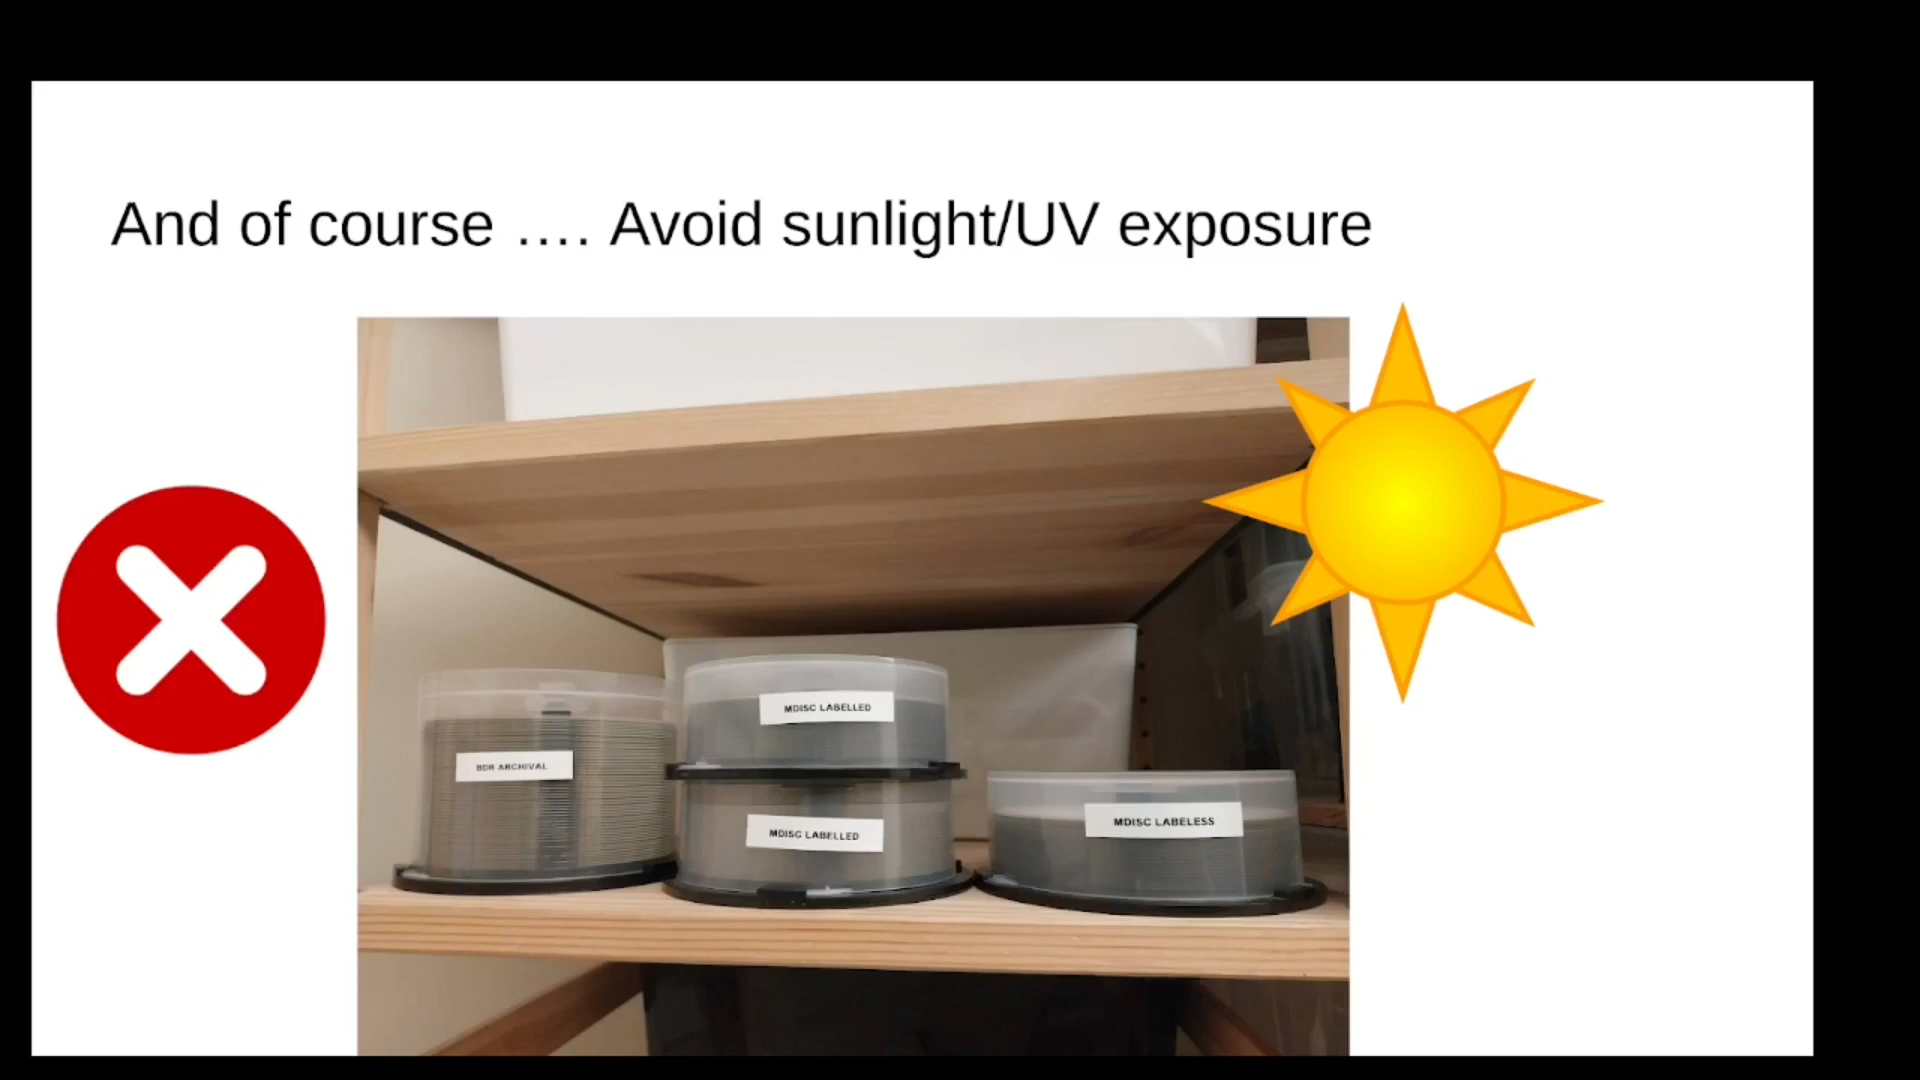 And of course .... Avoid sunlight/UV exposure
MDISC LABELLED
BDR ARCHIVAL
MDISC LABELLED
MDISC LABELESS